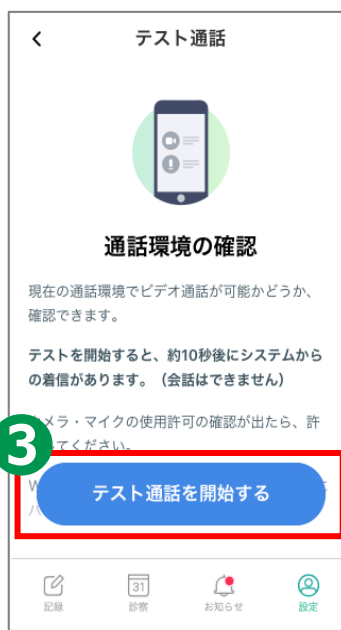 テスト通話
通話環境の確認
現在の通話環境でビデオ通話が可能かどうか、
確認できます。
テストを開始すると、約10秒後にシステムから
の着信があります。（会話はできません）
メラ・マイクの使用許可の確認が出たら、許
してください。
3
テスト通話を開始する
31
記録
診察
お知らせ
設定